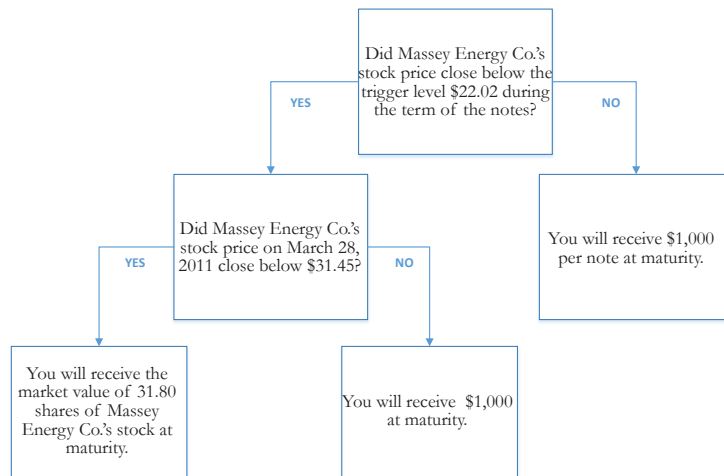 Did Massey Energy Co.'s
stock price close below the
trigger level $22.02 during
the term of the notes?
YES
NO
Did Massey Energy Co.'s
stock price on March 28,
2011 close below $31.45?
You will receive $1,000
per note at maturity.
YES
NO
You will receive the
market value of 31.80
shares of Massey
Energy Co.'s stock at
maturity.
You will receive $1,000
at maturity.